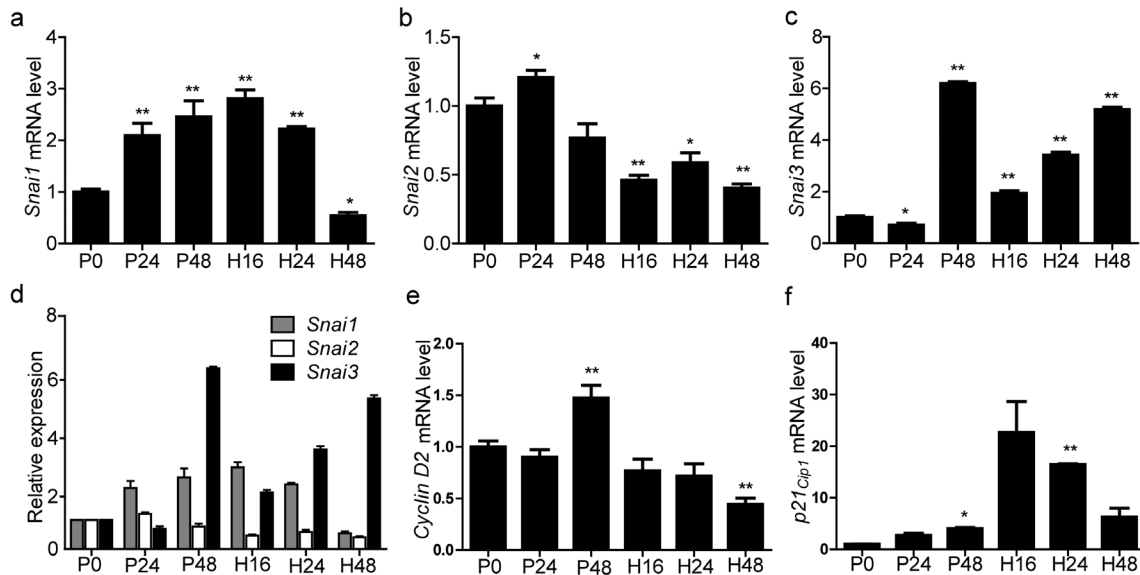 a
Snai1 mRNA level
4
3
2
1
0
** ** ** ** *
P0 P24 P48 H16 H24 H48
b
Snai2 mRNA level
1.5
1.0
0.5
0.0
* ** * **
P0 P24 P48 H16 H24 H48
c
Snai3 mRNA level
8
6
4
2
0
* ** ** ** **
P0 P24 P48 H16 H24 H48
d
Relative expression
8
6
4
2
0
Snai1
Snai2
Snai3
P0 P24 P48 H16 H24 H48
e
Cyclin D2 mRNA level
2.0
1.5
1.0
0.5
0.0
** **
P0 P24 P48 H16 H24 H48
f
p21Cip1 mRNA level
40
30
20
10
0
* **
P0 P24 P48 H16 H24 H48